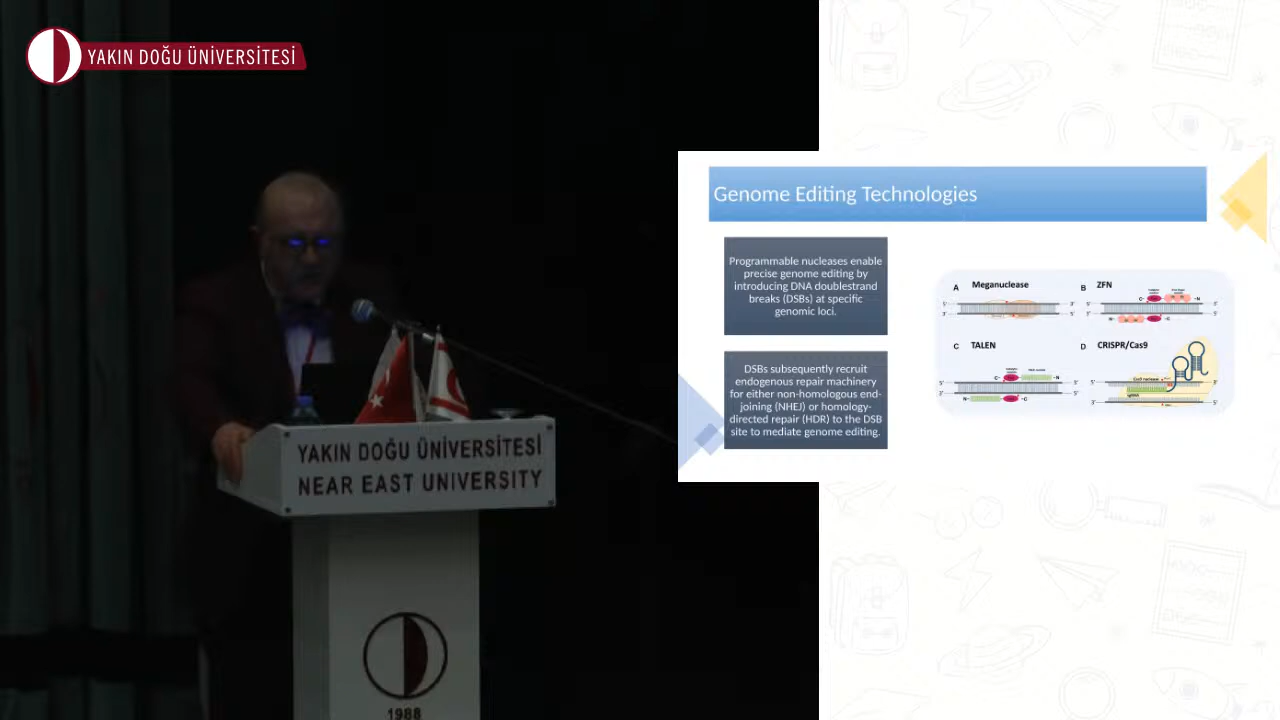 YAKIN DOĞU ÜNİVERSİTESİ
Genome Editing Technologies
Programmable nucleases enable
precise genome editing by
introducing DNA doublestrand
breaks (DSBs) at specific
genomic loci.
DSBs subsequently recruit
endogenous repair machinery
for either non-homologous end-
joining (NHEJ) or homology-
directed repair (HDR) to the DSB
site to mediate genome editing.
A Meganuclease
B ZFN
C TALEN
D CRISPR/Cas9
YAKIN DOĞU ÜNİVERSİTESİ
NEAR EAST UNIVERSITY
1988